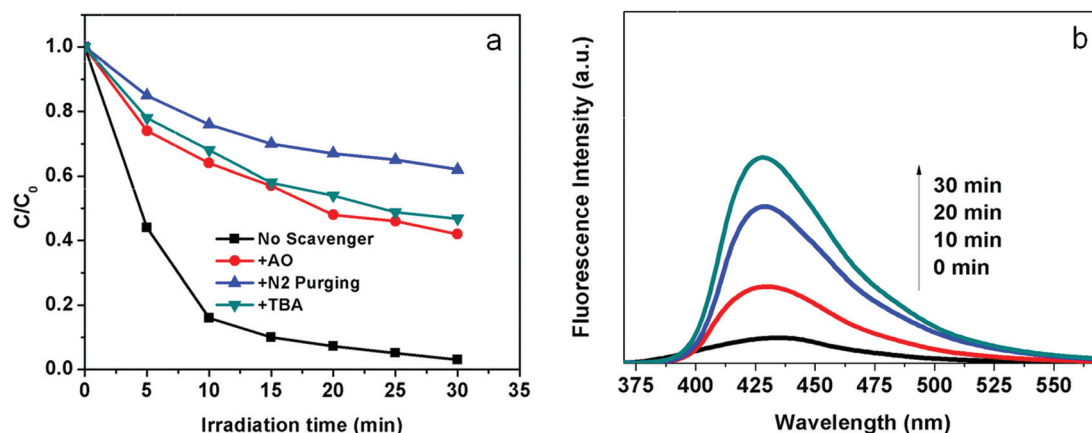 a
C/C0
1.0
0.8
0.6
0.4
0.2
0.0
No Scavenger
+AO
+N2 Purging
+TBA
0 5 10 15 20 25 30 35
Irradiation time (min)
b
Fluorescence Intensity (a.u.)
30 min
20 min
10 min
0 min
375 400 425 450 475 500 525 550
Wavelength (nm)